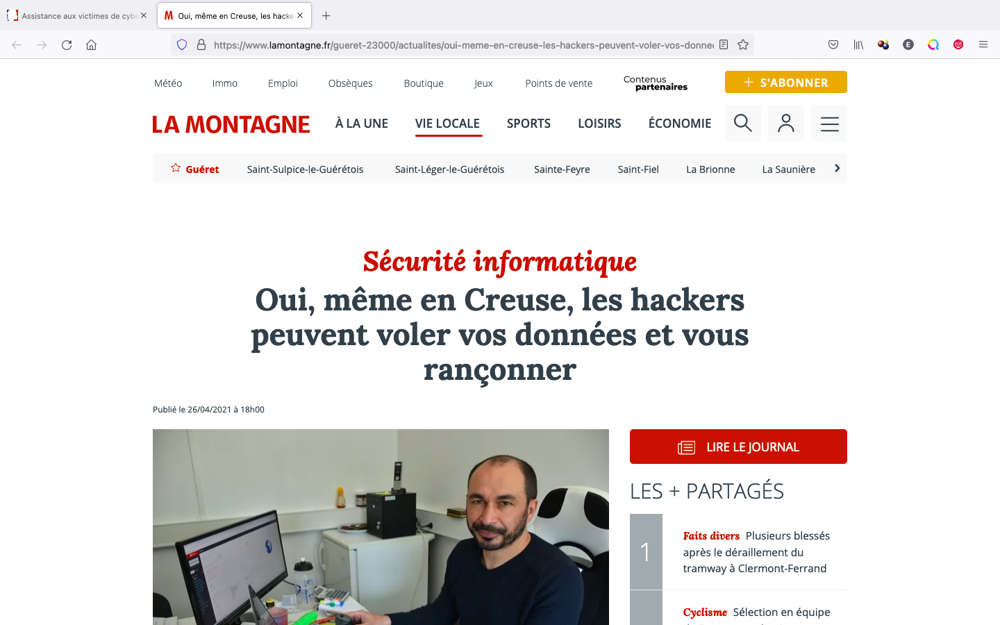 Assistance aux victimes de cybe
Oui, même en Creuse, les hacke
https://www.lamontagne.fr/gueret-23000/actualites/oui-meme-en-creuse-les-hackers-peuvent-voler-vos-donnee
E
Météo Immo Emploi Obsèques Boutique Jeux Points de vente Contenus partenaires + S'ABONNER
LA MONTAGNE À LA UNE VIE LOCALE SPORTS LOISIRS ÉCONOMIE
Guéret Saint-Sulpice-le-Guérétois Saint-Léger-le-Guérétois Sainte-Feyre Saint-Fiel La Brionne La Saunière
Sécurité informatique
Oui, même en Creuse, les hackers
peuvent voler vos données et vous
rançonner
Publié le 26/04/2021 à 18h00
LIRE LE JOURNAL
LES + PARTAGÉS
1
Faits divers Plusieurs blessés
après le déraillement du
tramway à Clermont-Ferrand
Cyclisme Sélection en équipe